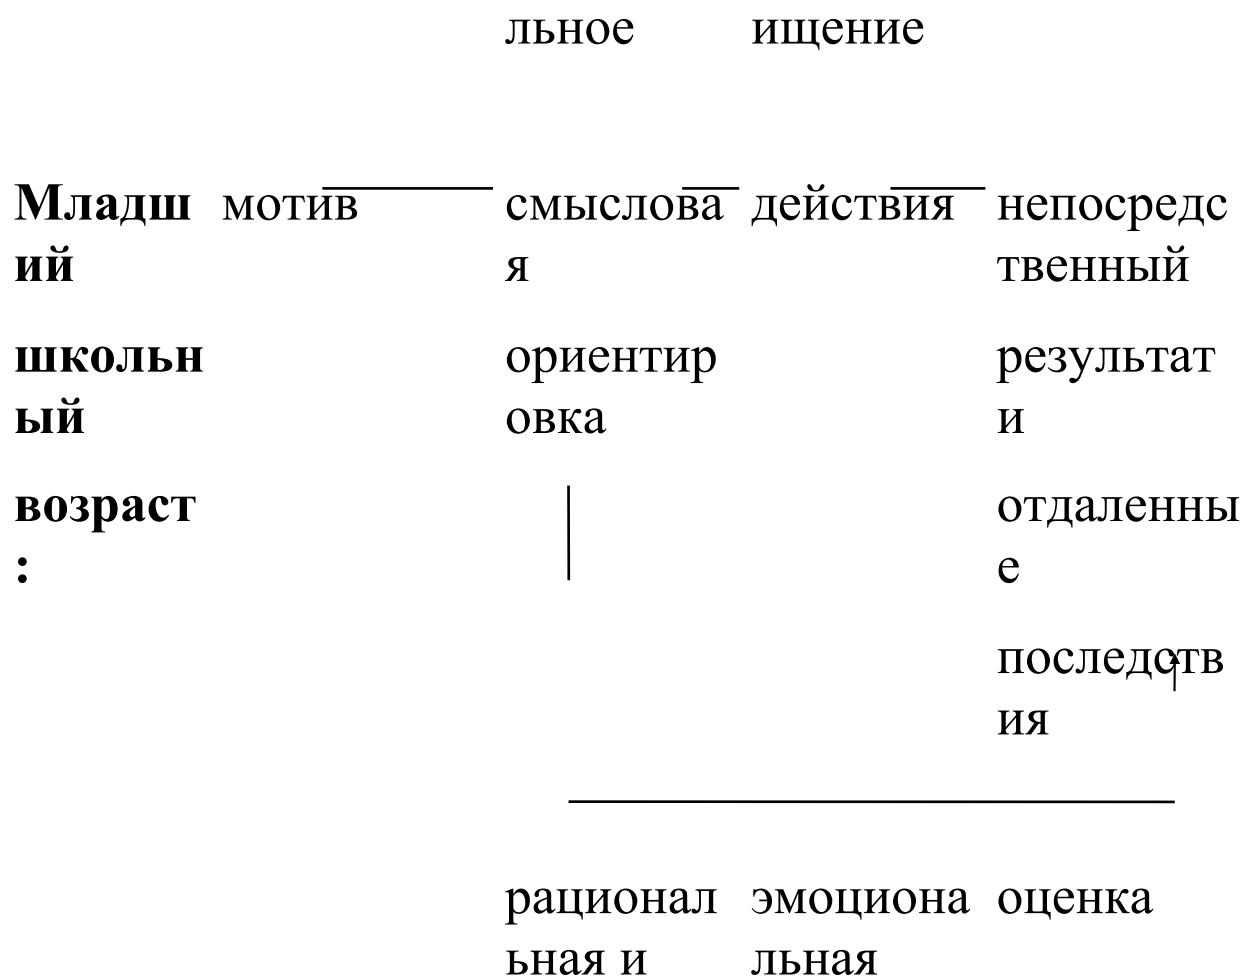 льное ищение
Младш мотив смыслова действия непосредс
ий я твенный
школьн ориентир результат
ый овка и
возраст отдаленны
: е
последств
ия
рационал эмоциона оценка
ьная и льная